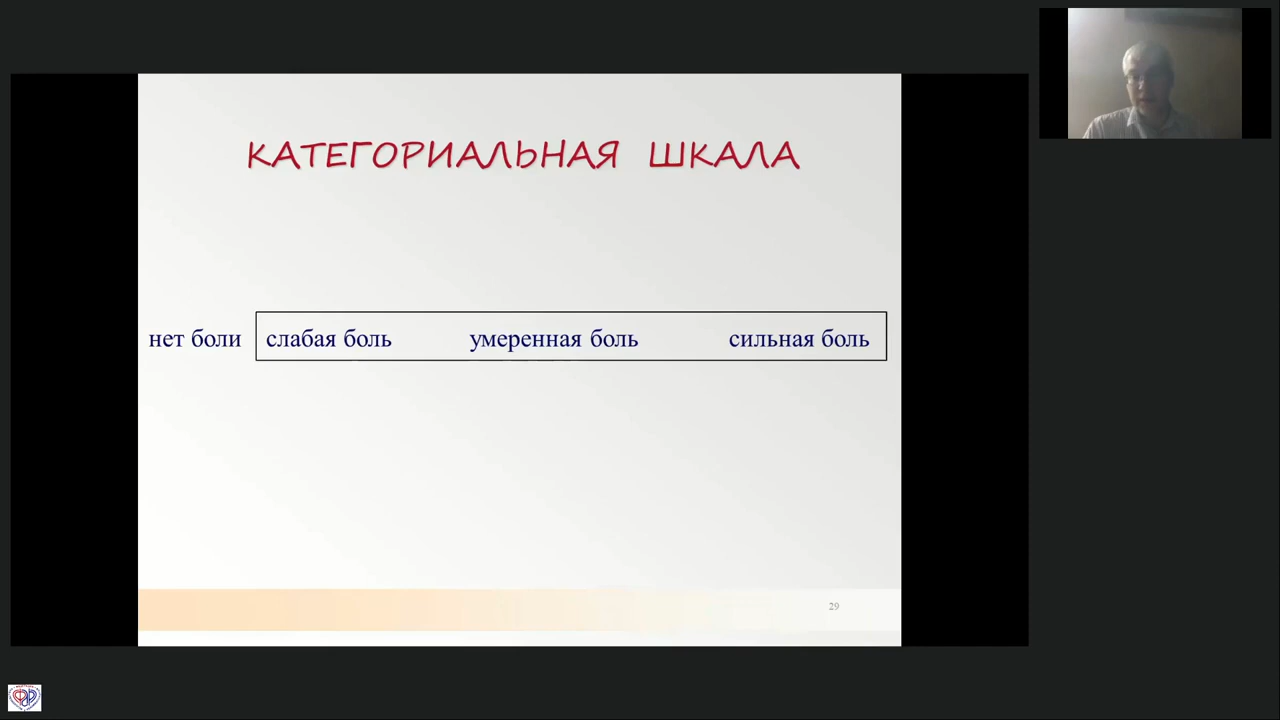 КАТЕГОРИАЛЬНАЯ ШКАЛА
нет боли слабая боль умеренная боль сильная боль
29